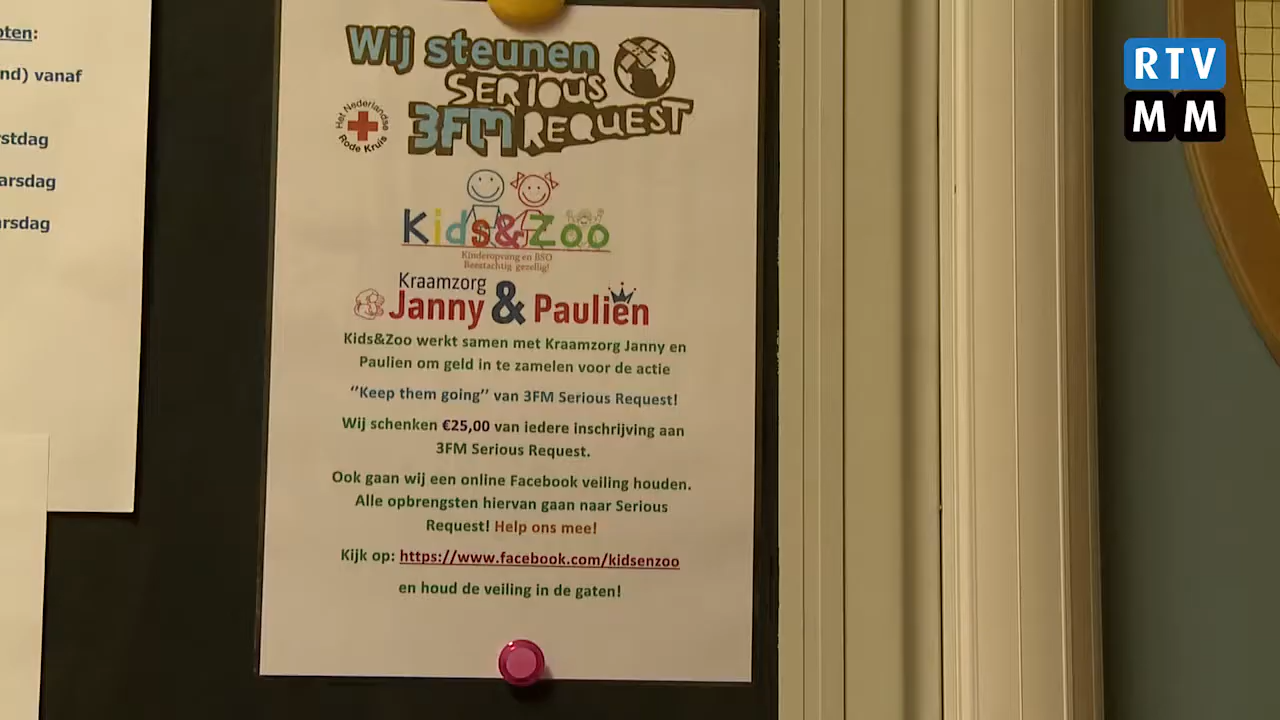 oten:
nd) vanaf
rstdag
aarsdag
arsdag
Wij steunen
SERIOUS
3FM REQUEST
Het Nederlandse
Rode Kruis
Kids&Zoo
Kinderopvang en BSO
Beestachtig gezellig!
Kraamzorg
Janny & Paulien
Kids&Zoo werkt samen met Kraamzorg Janny en
Paulien om geld in te zamelen voor de actie
‘‘Keep them going’’ van 3FM Serious Request!
Wij schenken €25,00 van iedere inschrijving aan
3FM Serious Request.
Ook gaan wij een online Facebook veiling houden.
Alle opbrengsten hiervan gaan naar Serious
Request! Help ons mee!
Kijk op: https://www.facebook.com/kidsenzoo
en houd de veiling in de gaten!
RTV
MM